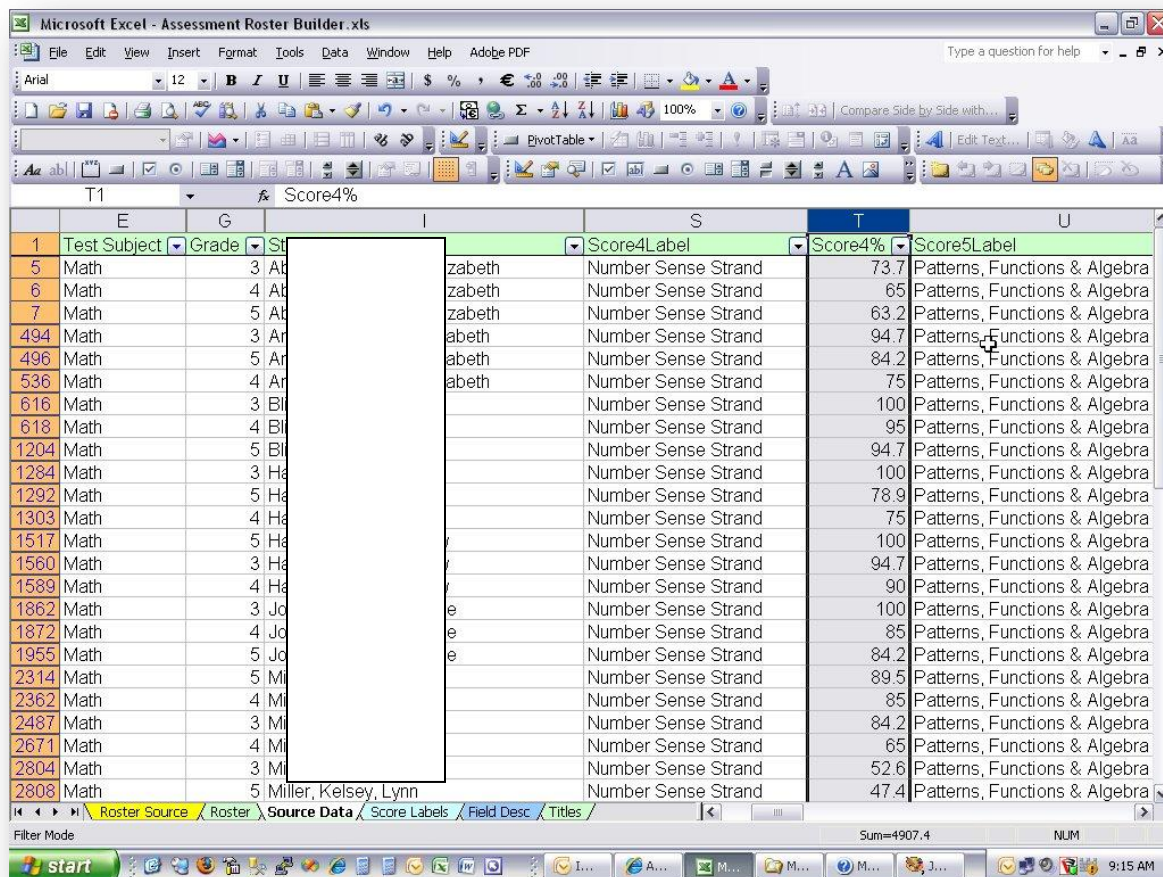 Microsoft Excel - Assessment Roster Builder.xls
File Edit View Insert Format Tools Data Window Help Adobe PDF Type a question for help
Arial 12 B I U $ % , €
Σ 100% Compare Side by Side with...
PivotTable Edit Text...
Aa ab|
T1 fx Score4%
E G I S T U
1 Test Subject Grade St Score4Label Score4% Score5Label
5 Math 3 Ab zabeth Number Sense Strand 73.7 Patterns, Functions & Algebra
6 Math 4 Ab zabeth Number Sense Strand 65 Patterns, Functions & Algebra
7 Math 5 Ab zabeth Number Sense Strand 63.2 Patterns, Functions & Algebra
494 Math 3 Ar abeth Number Sense Strand 94.7 Patterns, Functions & Algebra
496 Math 5 Ar abeth Number Sense Strand 84.2 Patterns, Functions & Algebra
536 Math 4 Ar abeth Number Sense Strand 75 Patterns, Functions & Algebra
616 Math 3 Bli Number Sense Strand 100 Patterns, Functions & Algebra
618 Math 4 Bli Number Sense Strand 95 Patterns, Functions & Algebra
1204 Math 5 Bli Number Sense Strand 94.7 Patterns, Functions & Algebra
1284 Math 3 Ha Number Sense Strand 100 Patterns, Functions & Algebra
1292 Math 5 Ha Number Sense Strand 78.9 Patterns, Functions & Algebra
1303 Math 4 Ha Number Sense Strand 75 Patterns, Functions & Algebra
1517 Math 5 Ha Number Sense Strand 100 Patterns, Functions & Algebra
1560 Math 3 Ha Number Sense Strand 94.7 Patterns, Functions & Algebra
1589 Math 4 Ha Number Sense Strand 90 Patterns, Functions & Algebra
1862 Math 3 Jo Number Sense Strand 100 Patterns, Functions & Algebra
1872 Math 4 Jo e Number Sense Strand 85 Patterns, Functions & Algebra
1955 Math 5 Jo e Number Sense Strand 84.2 Patterns, Functions & Algebra
2314 Math 5 Mi Number Sense Strand 89.5 Patterns, Functions & Algebra
2362 Math 4 Mi Number Sense Strand 85 Patterns, Functions & Algebra
2487 Math 3 Mi Number Sense Strand 84.2 Patterns, Functions & Algebra
2671 Math 4 Mi Number Sense Strand 65 Patterns, Functions & Algebra
2804 Math 3 Mi Number Sense Strand 52.6 Patterns, Functions & Algebra
2808 Math 5 Miller, Kelsey, Lynn Number Sense Strand 47.4 Patterns, Functions & Algebra
Roster Source Roster Source Data Score Labels Field Desc Titles
Filter Mode Sum=4907.4 NUM
start I... A... M... M... M... J... 9:15 AM